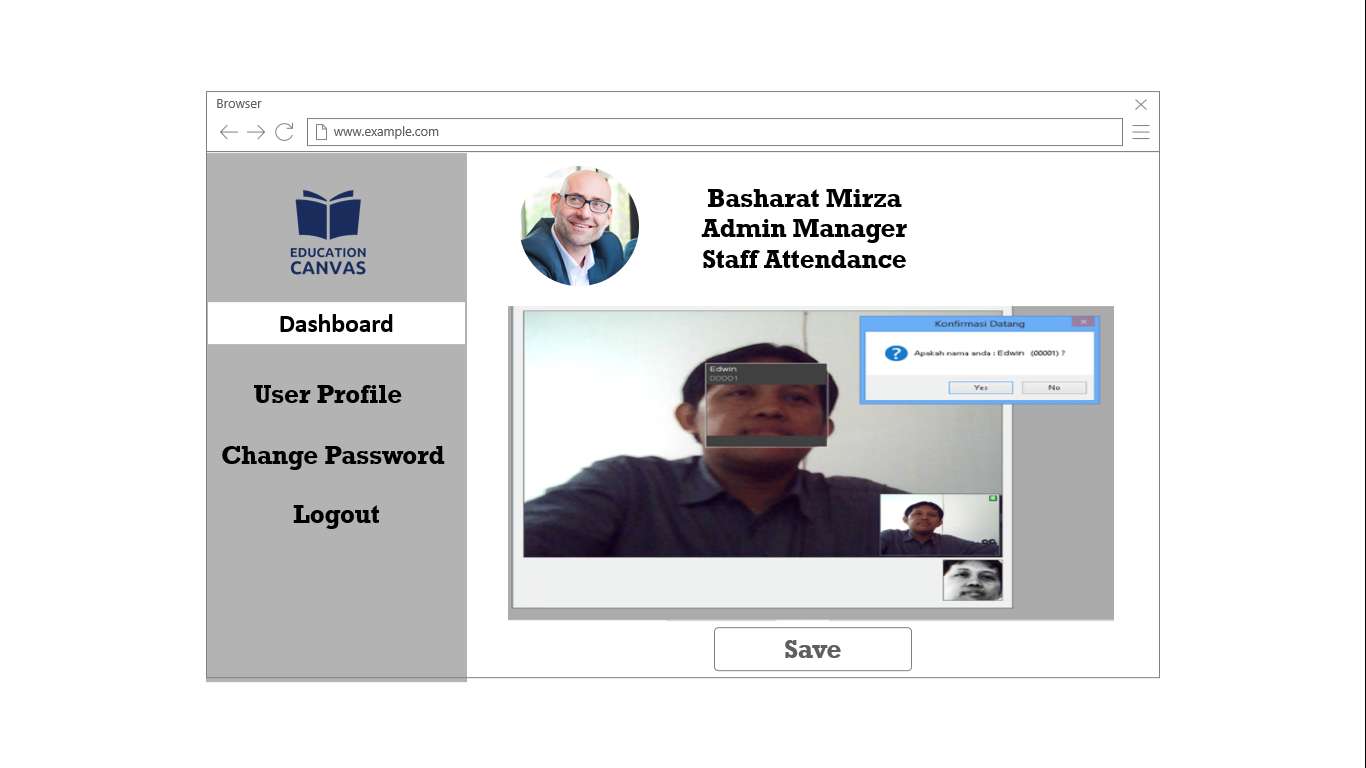 Browser
www.example.com
EDUCATION
CANVAS
Dashboard
User Profile
Change Password
Logout
Basharat Mirza
Admin Manager
Staff Attendance
Edwin
00001
Konfirmasi Datang
Apakah nama anda : Edwin (00001) ?
Yes
No
Save